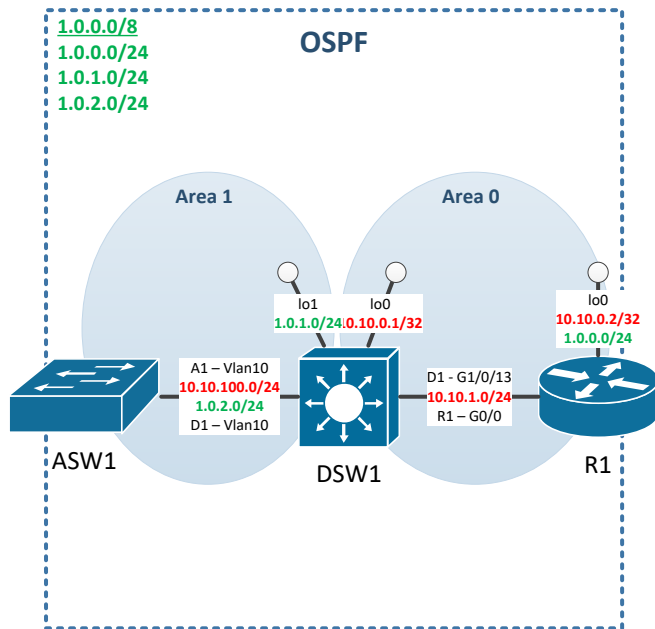 1.0.0.0/8
1.0.0.0/24
1.0.1.0/24
1.0.2.0/24
OSPF
Area 1
Area 0
lo1
1.0.1.0/24
lo0
10.10.0.1/32
lo0
10.10.0.2/32
1.0.0.0/24
A1 – Vlan10
10.10.100.0/24
1.0.2.0/24
D1 – Vlan10
D1 - G1/0/13
10.10.1.0/24
R1 – G0/0
ASW1
DSW1
R1